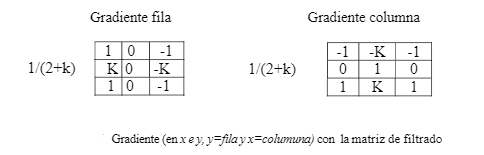 Gradiente fila Gradiente columna
1 0 -1 -1 -K -1
1/(2+k) K 0 -K 1/(2+k) 0 1 0
1 0 -1 1 K 1
Gradiente (en x e y, y=fila y x=columuna) con la matriz de filtrado